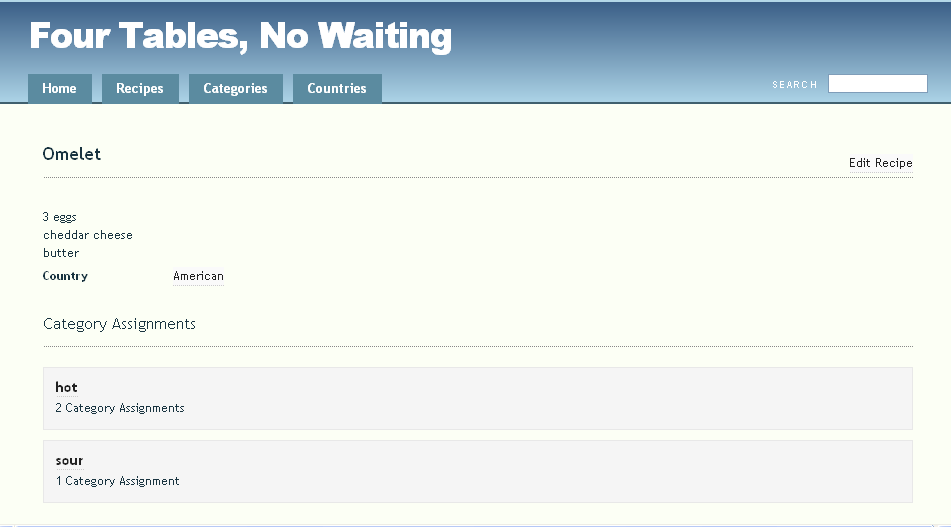 Four Tables, No Waiting
Home Recipes Categories Countries SEARCH
Omelet
Edit Recipe
3 eggs
cheddar cheese
butter
Country American
Category Assignments
hot
2 Category Assignments
sour
1 Category Assignment